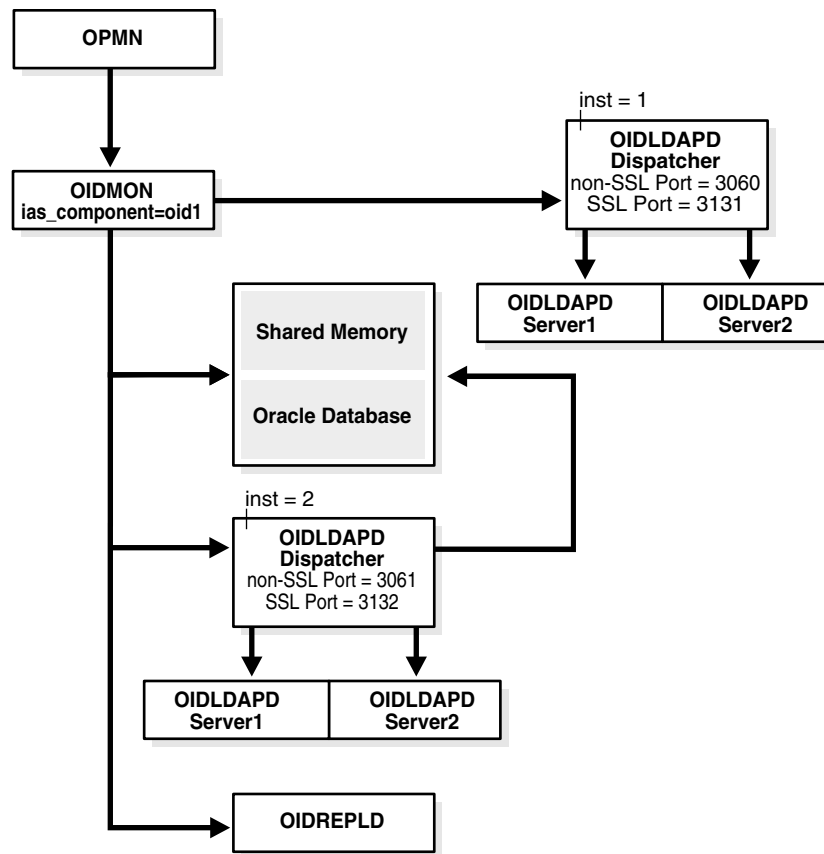 OPMN
inst = 1
OIDLDAPD
Dispatcher
non-SSL Port = 3060
SSL Port = 3131
OIDMON
ias_component=oid1
OIDLDAPD
Server1
OIDLDAPD
Server2
Shared Memory
Oracle Database
inst = 2
OIDLDAPD
Dispatcher
non-SSL Port = 3061
SSL Port = 3132
OIDLDAPD
Server1
OIDLDAPD
Server2
OIDREPLD